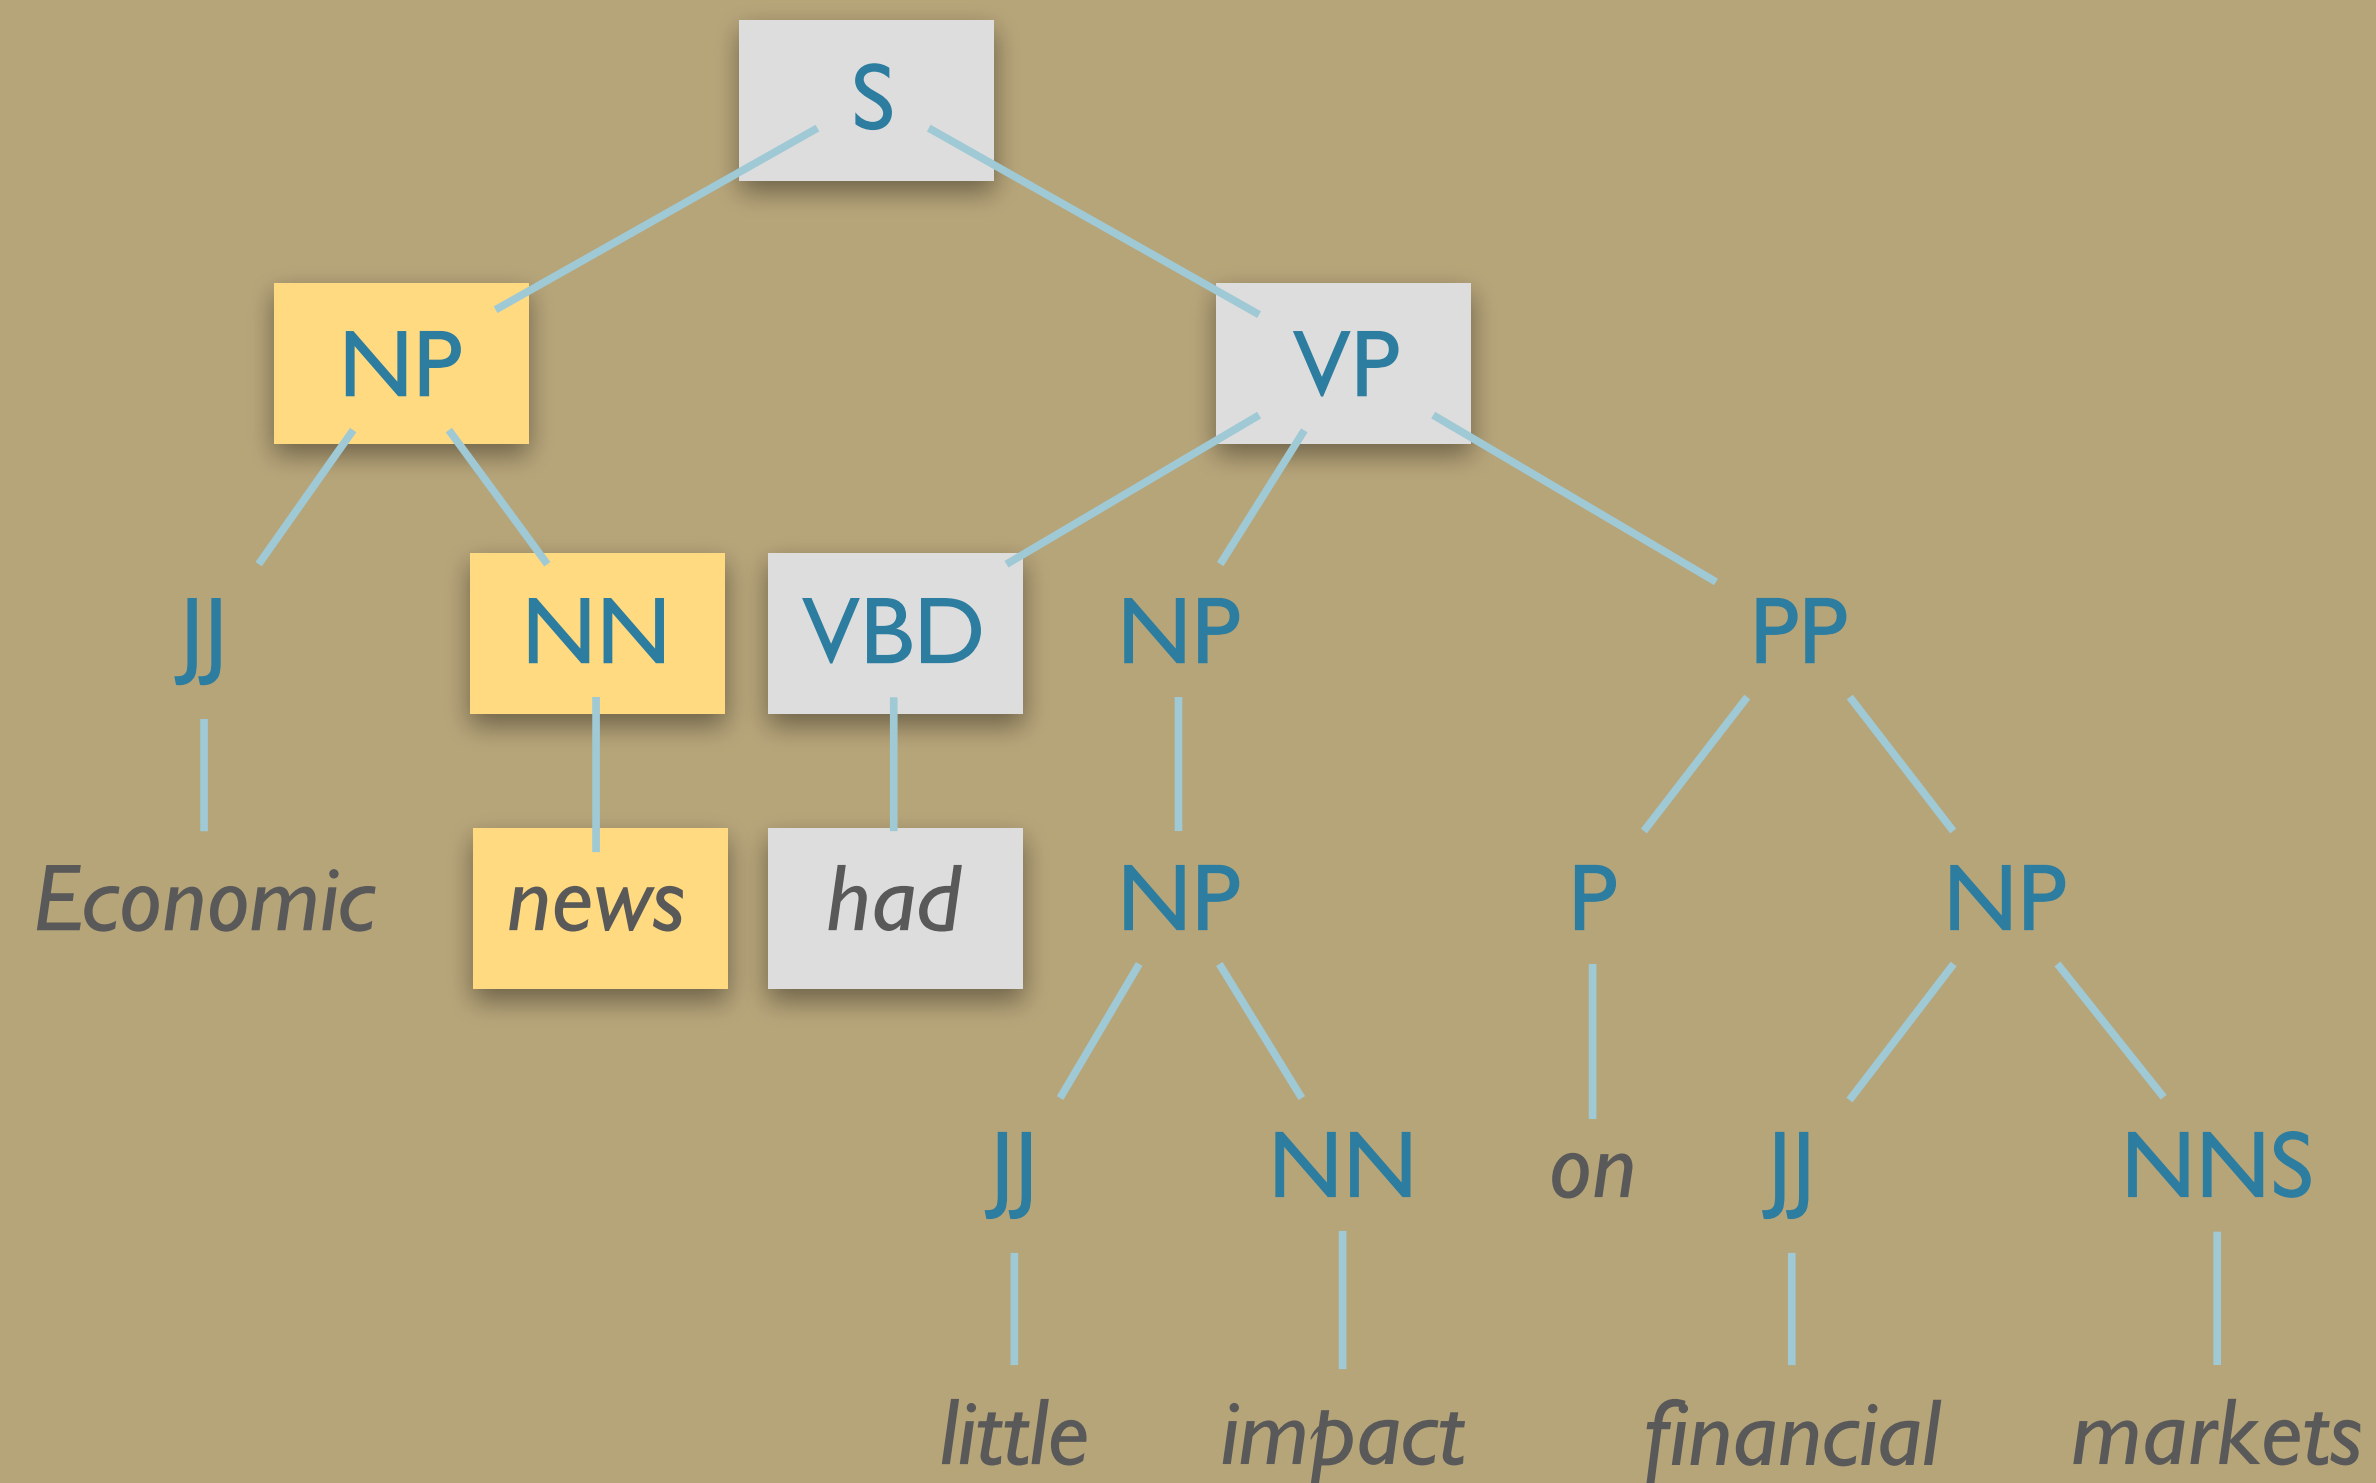 S
NP VP
JJ NN VBD NP PP
Economic news had NP P NP
JJ NN on JJ NNS
little impact financial markets